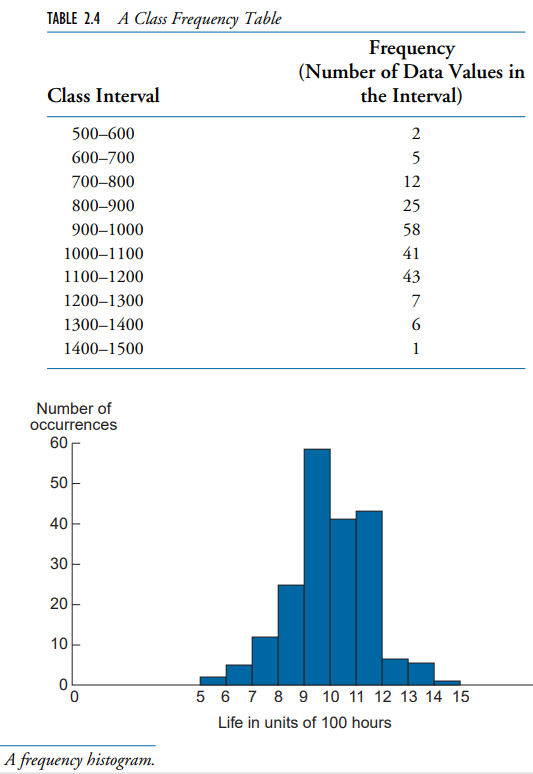 TABLE 2.4 A Class Frequency Table
Frequency
(Number of Data Values in
Class Interval the Interval)
500–600 2
600–700 5
700–800 12
800–900 25
900–1000 58
1000–1100 41
1100–1200 43
1200–1300 7
1300–1400 6
1400–1500 1
Number of
occurrences
60
50
40
30
20
10
0
0 5 6 7 8 9 10 11 12 13 14 15
Life in units of 100 hours
A frequency histogram.